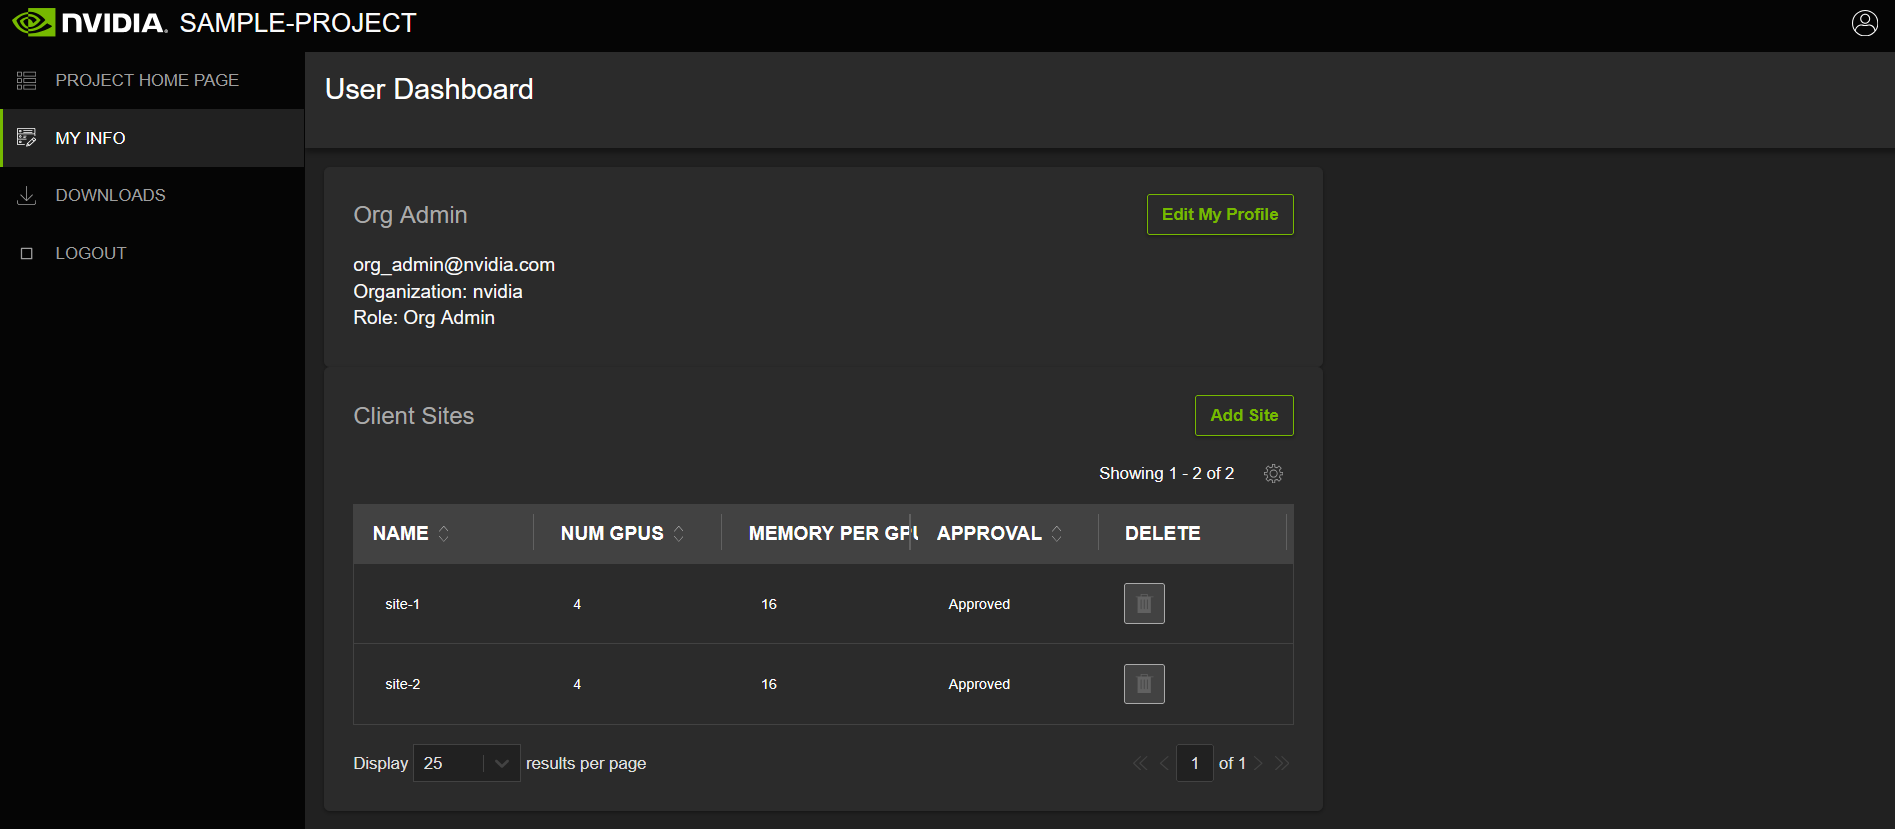 NVIDIA. SAMPLE-PROJECT
PROJECT HOME PAGE
MY INFO
DOWNLOADS
LOGOUT
User Dashboard
Org Admin
Edit My Profile
org_admin@nvidia.com
Organization: nvidia
Role: Org Admin
Client Sites
Add Site
Showing 1 - 2 of 2
NAME NUM GPUS MEMORY PER GPU APPROVAL DELETE
site-1 4 16 Approved
site-2 4 16 Approved
Display 25 results per page
1 of 1